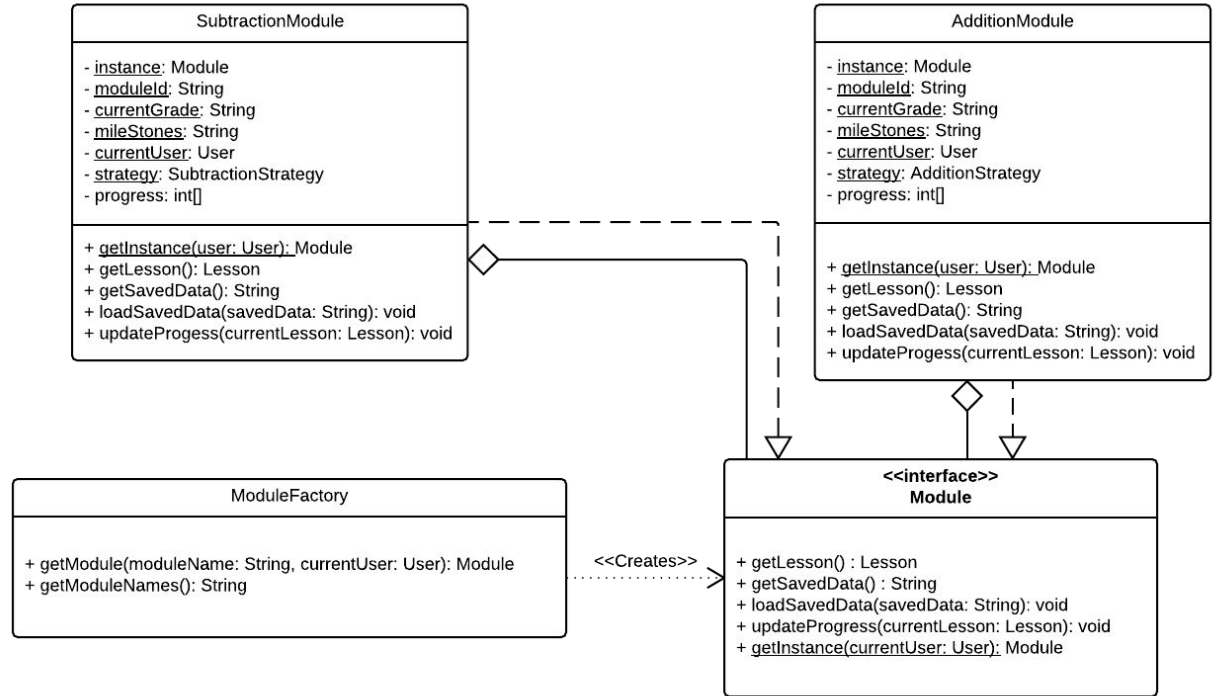 SubtractionModule
- instance: Module
- moduleId: String
- currentGrade: String
- mileStones: String
- currentUser: User
- strategy: SubtractionStrategy
- progress: int[]
+ getInstance(user: User): Module
+ getLesson(): Lesson
+ getSavedData(): String
+ loadSavedData(savedData: String): void
+ updateProgess(currentLesson: Lesson): void
AdditionModule
- instance: Module
- moduleId: String
- currentGrade: String
- mileStones: String
- currentUser: User
- strategy: AdditionStrategy
- progress: int[]
+ getInstance(user: User): Module
+ getLesson(): Lesson
+ getSavedData(): String
+ loadSavedData(savedData: String): void
+ updateProgess(currentLesson: Lesson): void
ModuleFactory
+ getModule(moduleName: String, currentUser: User): Module
+ getModuleNames(): String
<<Creates>>
<<interface>>
Module
+ getLesson() : Lesson
+ getSavedData() : String
+ loadSavedData(savedData: String): void
+ updateProgress(currentLesson: Lesson): void
+ getInstance(currentUser: User): Module